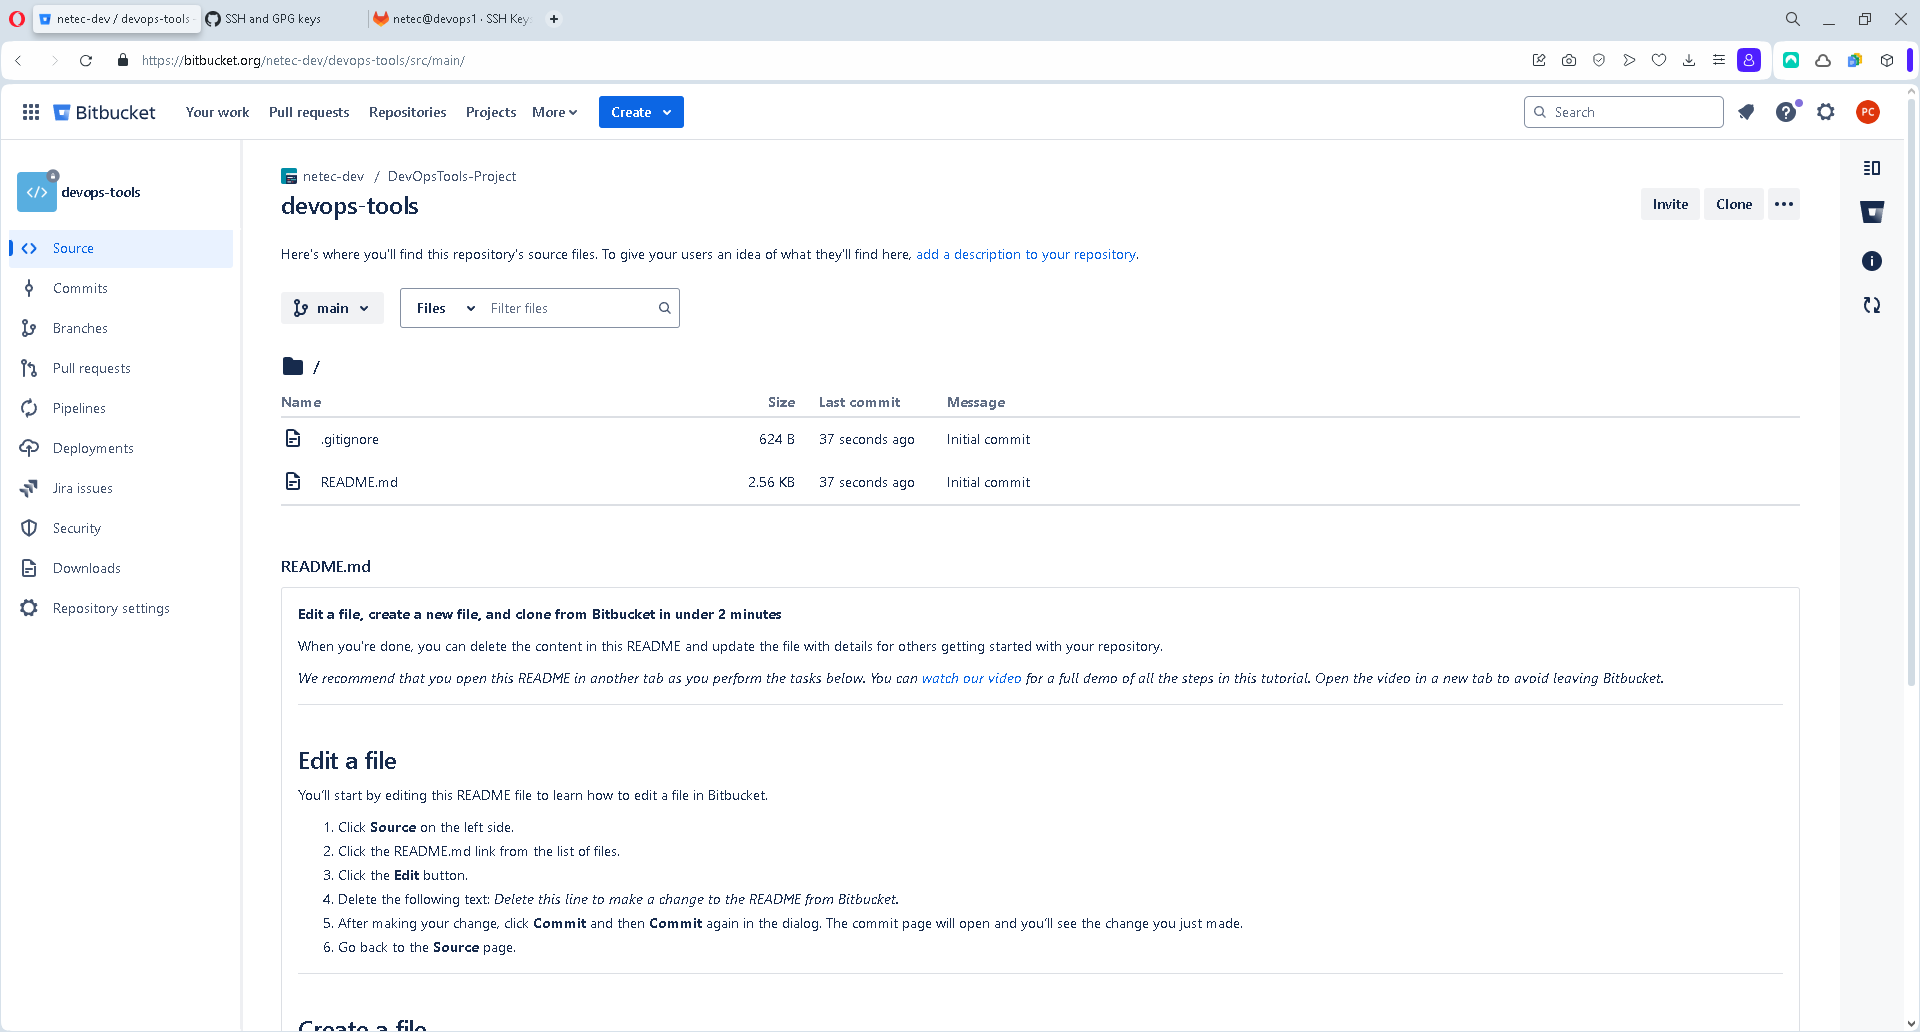 netec-dev / devops-tools
SSH and GPG keys
netec@devops1 · SSH Key
https://bitbucket.org/netec-dev/devops-tools/src/main/
Bitbucket
Your work
Pull requests
Repositories
Projects
More
Create
Search
PC
devops-tools
Source
Commits
Branches
Pull requests
Pipelines
Deployments
Jira issues
Security
Downloads
Repository settings
netec-dev / DevOpsTools-Project
devops-tools
Invite
Clone
Here's where you'll find this repository's source files. To give your users an idea of what they'll find here, add a description to your repository.
main
Files
Filter files
/
Name Size Last commit Message
.gitignore 624 B 37 seconds ago Initial commit
README.md 2.56 KB 37 seconds ago Initial commit
README.md
Edit a file, create a new file, and clone from Bitbucket in under 2 minutes
When you're done, you can delete the content in this README and update the file with details for others getting started with your repository.
We recommend that you open this README in another tab as you perform the tasks below. You can watch our video for a full demo of all the steps in this tutorial. Open the video in a new tab to avoid leaving Bitbucket.
Edit a file
You'll start by editing this README file to learn how to edit a file in Bitbucket.
1. Click Source on the left side.
2. Click the README.md link from the list of files.
3. Click the Edit button.
4. Delete the following text: Delete this line to make a change to the README from Bitbucket.
5. After making your change, click Commit and then Commit again in the dialog. The commit page will open and you'll see the change you just made.
6. Go back to the Source page.
Create a file